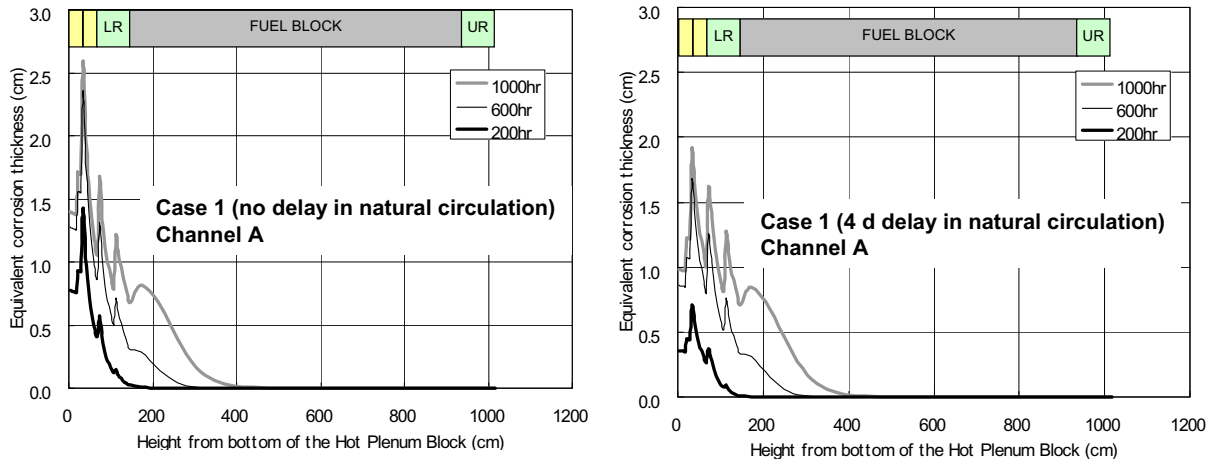 3.0
2.5
2.0
1.5
1.0
0.5
0.0
Equivalent corrosion thickness (cm)
LR
FUEL BLOCK
UR
1000hr
600hr
200hr
Case 1 (no delay in natural circulation)
Channel A
0 200 400 600 800 1000 1200
Height from bottom of the Hot Plenum Block (cm)
3.0
2.5
2.0
1.5
1.0
0.5
0.0
Equivalent corrosion thickness (cm)
LR
FUEL BLOCK
UR
1000hr
600hr
200hr
Case 1 (4 d delay in natural circulation)
Channel A
0 200 400 600 800 1000 1200
Height from bottom of the Hot Plenum Block (cm)